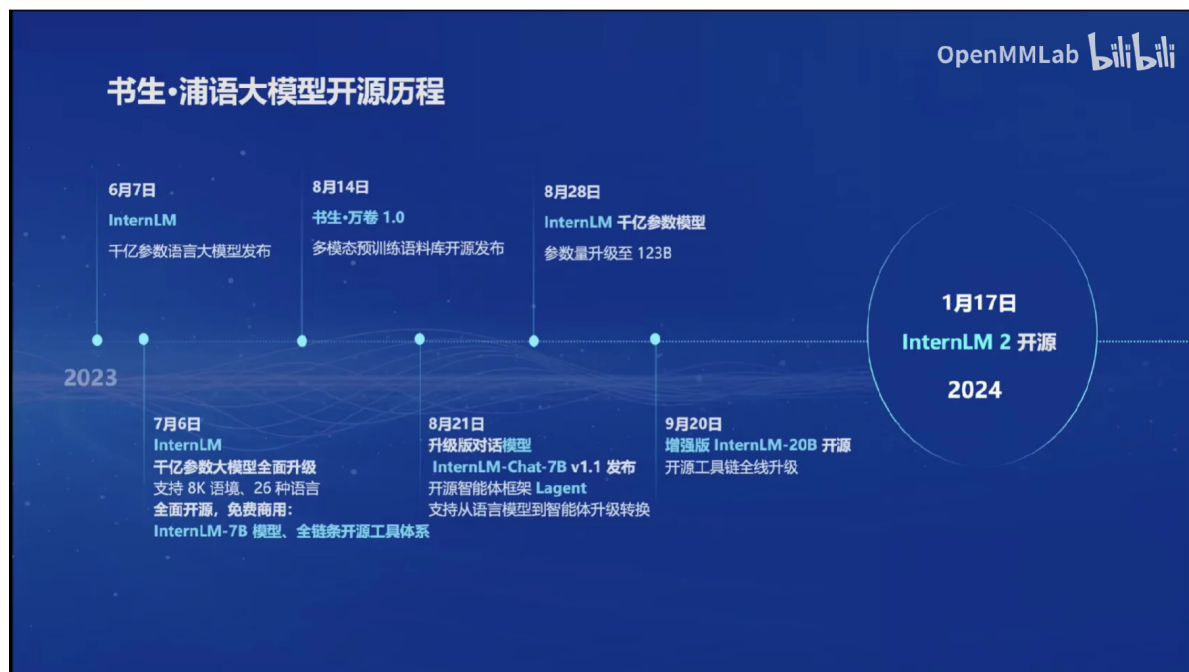 OpenMMLab bilibili
书生·浦语大模型开源历程
6月7日
InternLM
千亿参数语言大模型发布
8月14日
书生·万卷 1.0
多模态预训练语料库开源发布
8月28日
InternLM 千亿参数模型
参数量升级至 123B
1月17日
InternLM 2 开源
2024
2023
7月6日
InternLM
千亿参数大模型全面升级
支持 8K 语境、26 种语言
全面开源，免费商用：
InternLM-7B 模型、全链条开源工具体系
8月21日
升级版对话模型
InternLM-Chat-7B v1.1 发布
开源智能体框架 Lagent
支持从语言模型到智能体升级转换
9月20日
增强版 InternLM-20B 开源
开源工具链全线升级